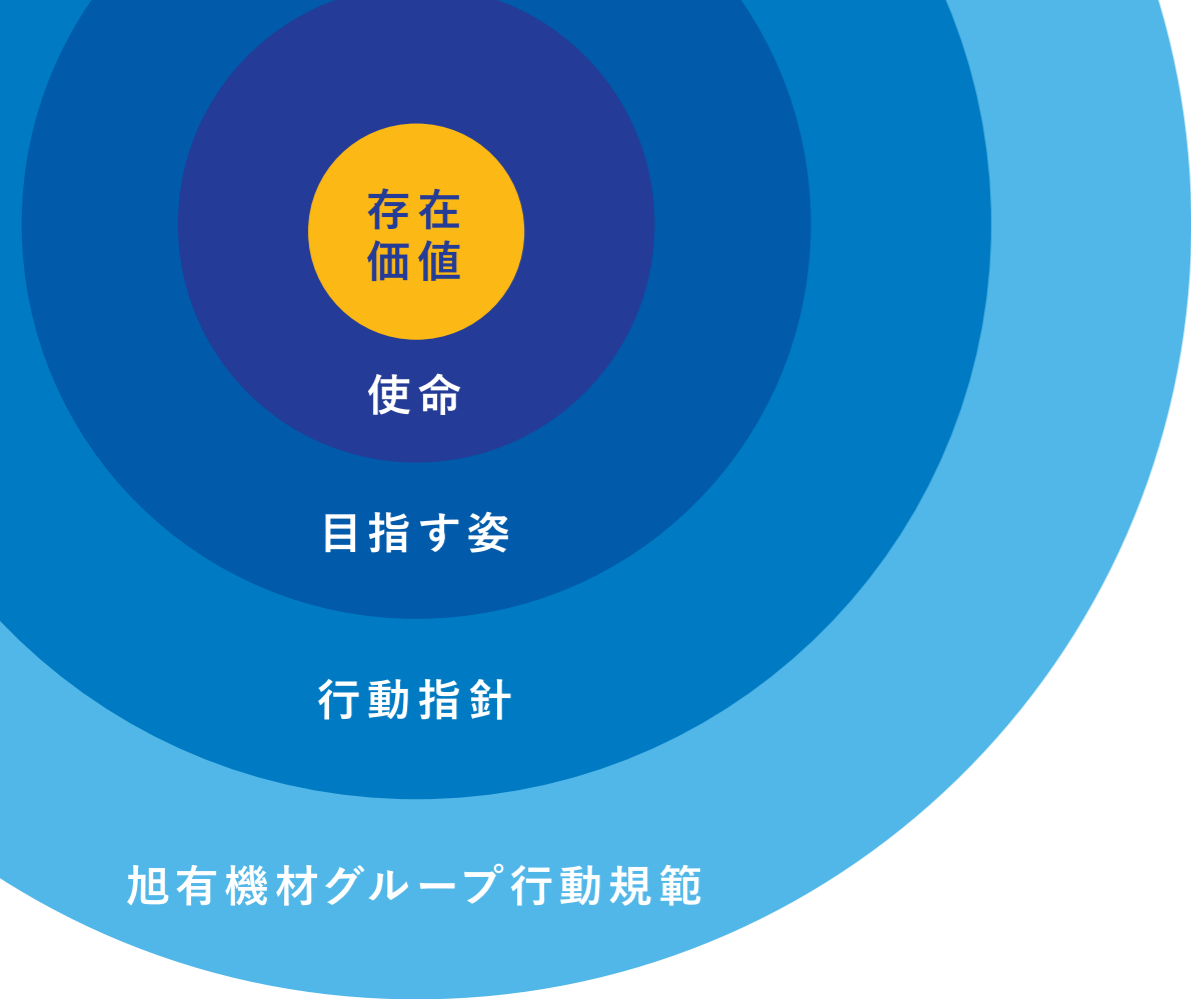 存在
価値
使命
目指す姿
行動指針
旭有機材グループ行動規範